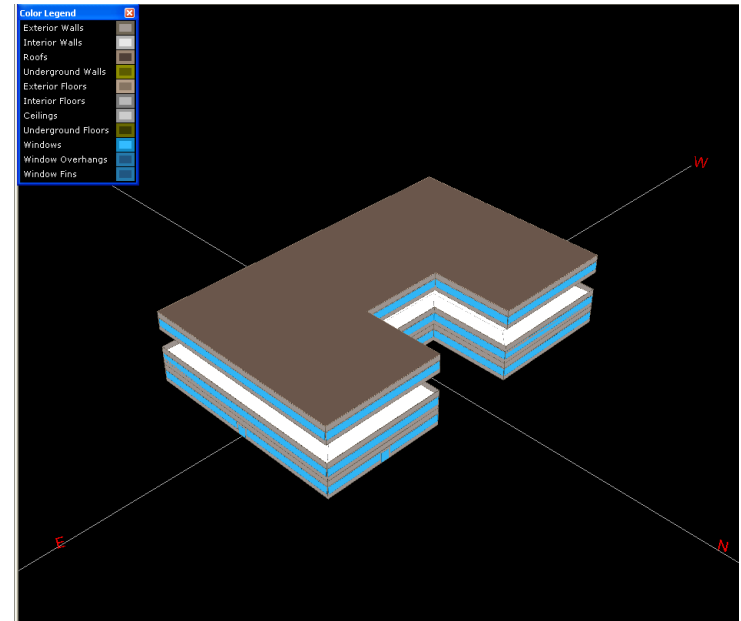 Color Legend
Exterior Walls
Interior Walls
Roofs
Underground Walls
Exterior Floors
Interior Floors
Ceilings
Underground Floors
Windows
Window Overhangs
Window Fins
W
E
N